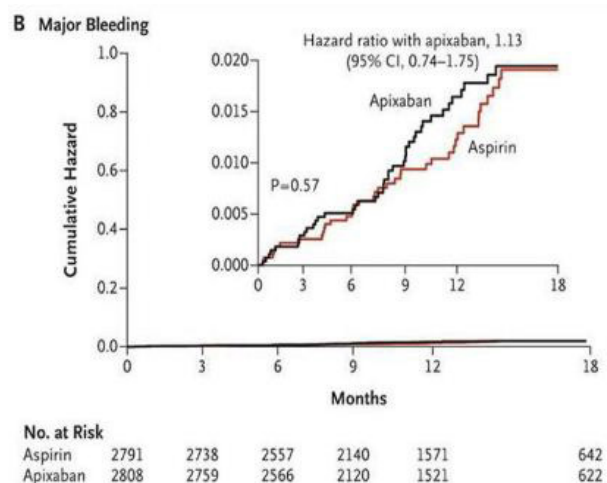 B Major Bleeding
Hazard ratio with apixaban, 1.13
(95% CI, 0.74–1.75)
Apixaban
Aspirin
P=0.57
0.020
0.015
0.010
0.005
0.000
0 3 6 9 12 18
Cumulative Hazard
1.0
0.8
0.6
0.4
0.2
0.0
0 3 6 9 12 18
Months
No. at Risk
Aspirin 2791 2738 2557 2140 1571 642
Apixaban 2808 2759 2566 2120 1521 622